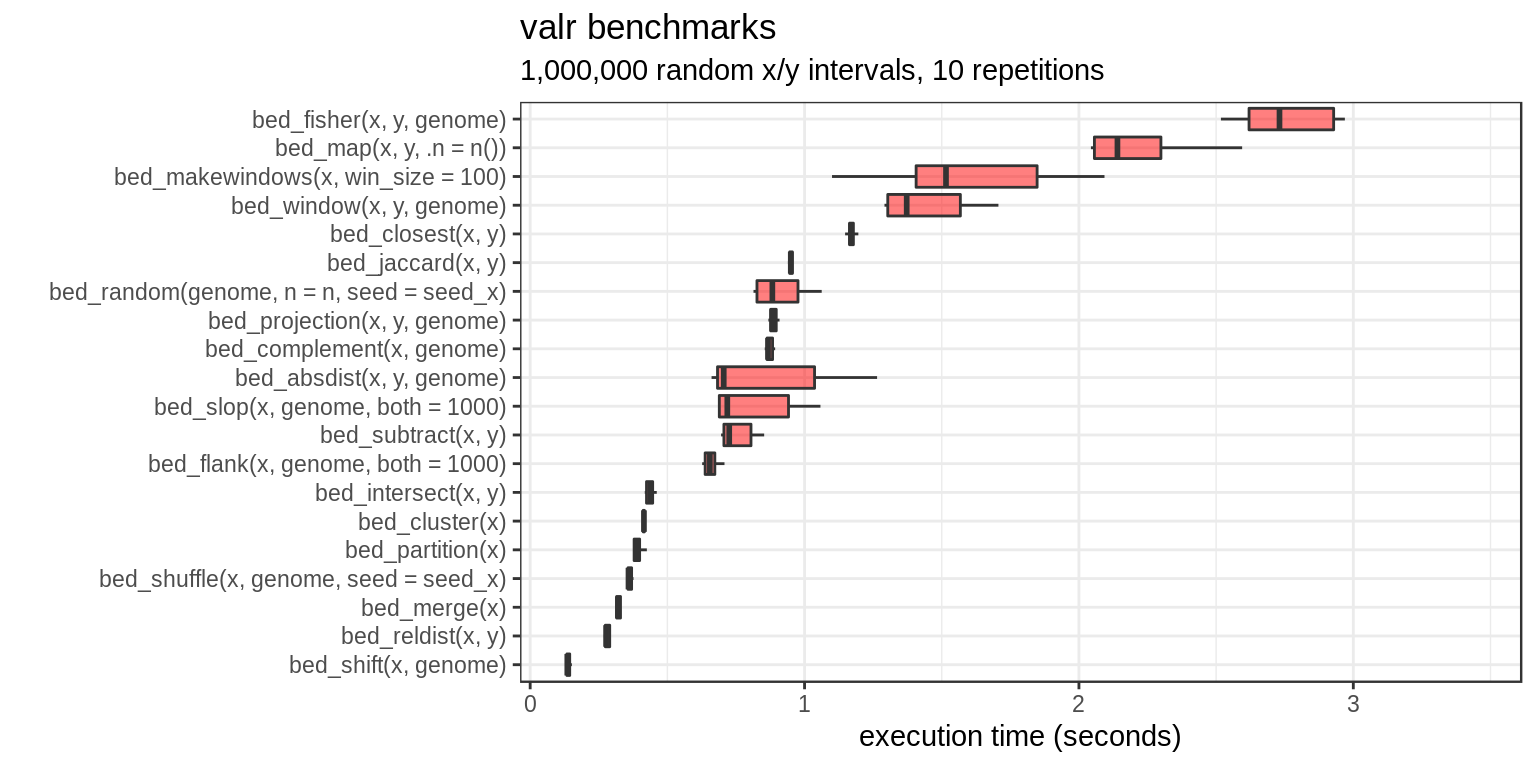 valr benchmarks
1,000,000 random x/y intervals, 10 repetitions
bed_fisher(x, y, genome)
bed_map(x, y, .n = n())
bed_makewindows(x, win_size = 100)
bed_window(x, y, genome)
bed_closest(x, y)
bed_jaccard(x, y)
bed_random(genome, n = n, seed = seed_x)
bed_projection(x, y, genome)
bed_complement(x, genome)
bed_absdist(x, y, genome)
bed_slop(x, genome, both = 1000)
bed_subtract(x, y)
bed_flank(x, genome, both = 1000)
bed_intersect(x, y)
bed_cluster(x)
bed_partition(x)
bed_shuffle(x, genome, seed = seed_x)
bed_merge(x)
bed_reldist(x, y)
bed_shift(x, genome)
0 1 2 3
execution time (seconds)